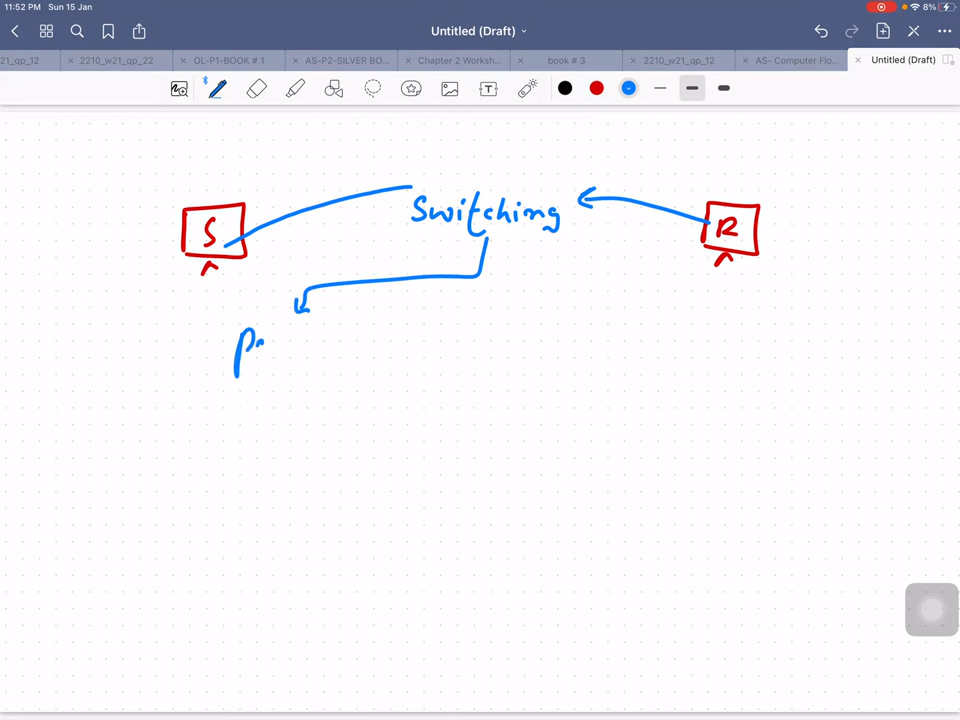 11:52 PM Sun 15 Jan
8%
Untitled (Draft)
21_qp_12
2210_w21_qp_22
OL-P1-BOOK # 1
AS-P2-SILVER BO...
Chapter 2 Worksh...
book # 3
2210_w21_qp_12
AS- Computer Flo...
Untitled (Draft)
T
Switching
S
R